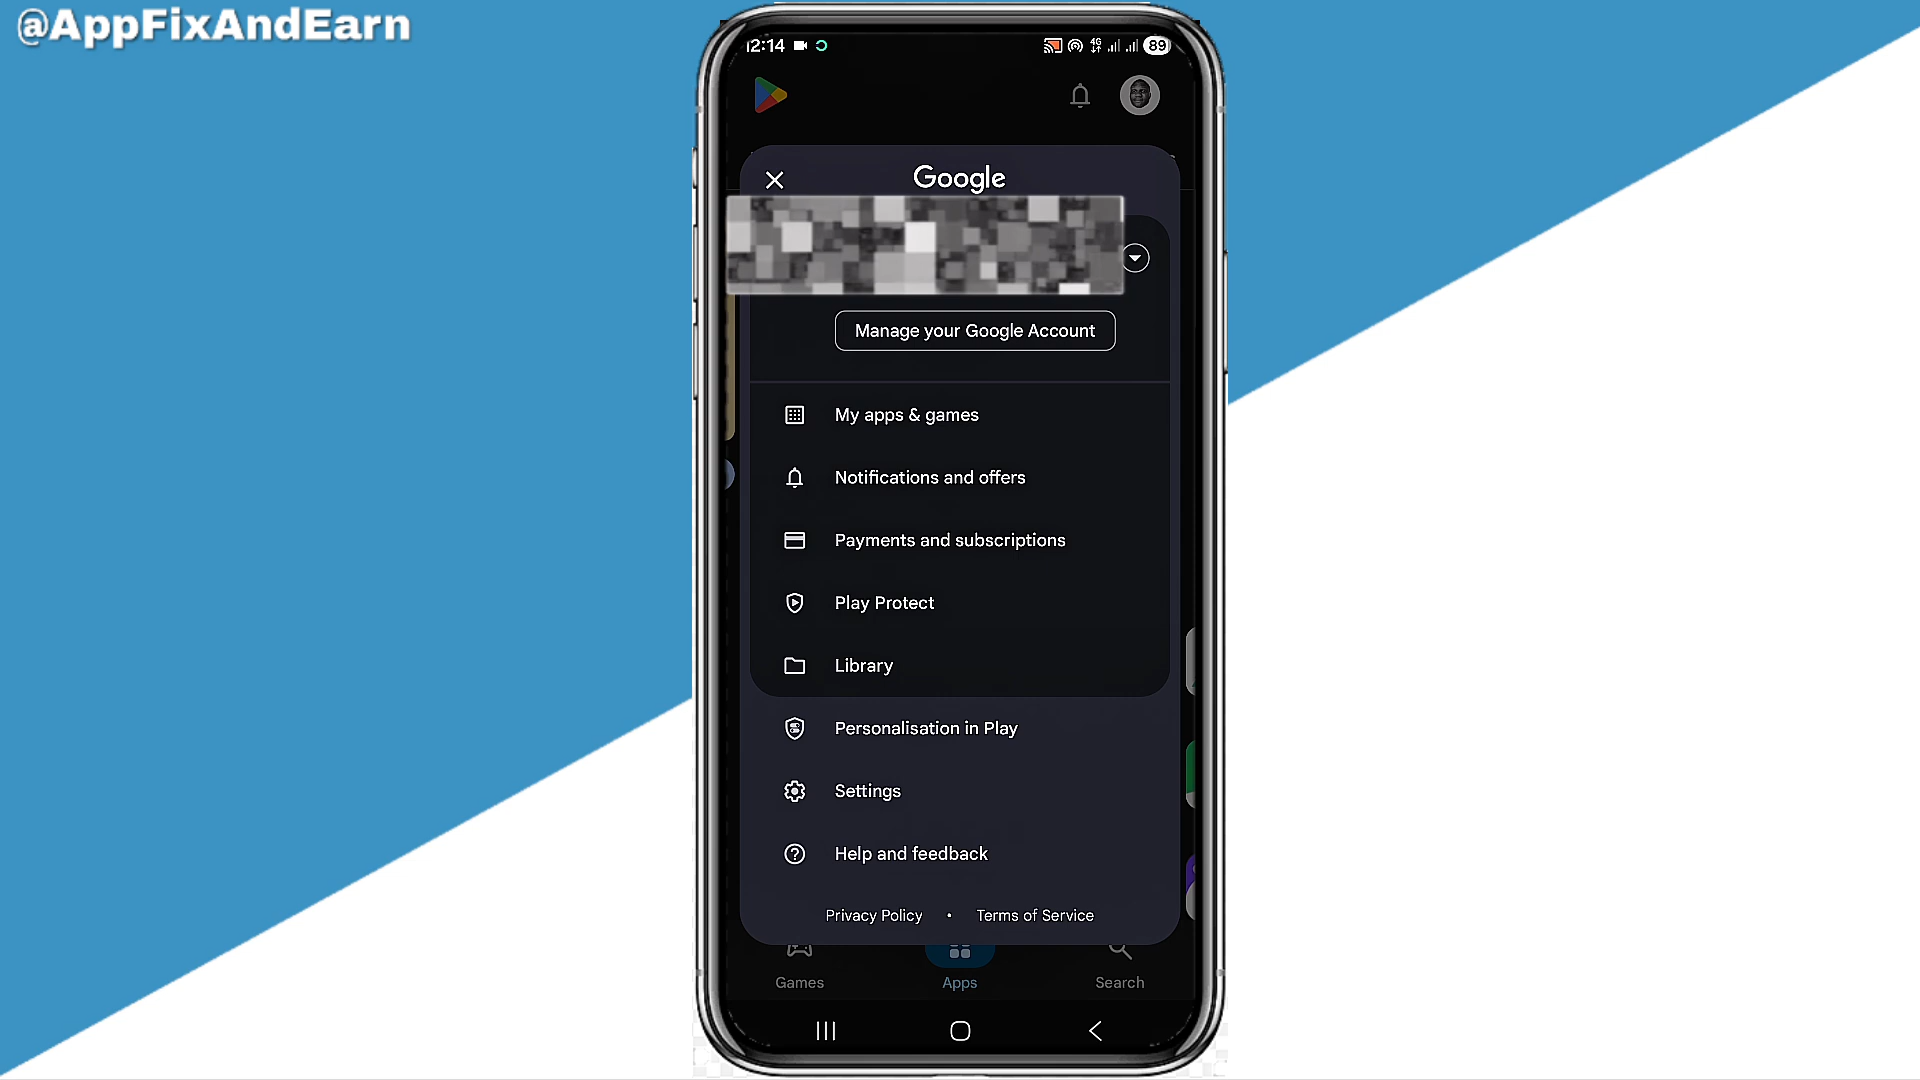 @AppFixAndEarn
12:14
4G
89
Google
Manage your Google Account
My apps & games
Notifications and offers
Payments and subscriptions
Play Protect
Library
Personalisation in Play
Settings
Help and feedback
Privacy Policy • Terms of Service
Games
Apps
Search